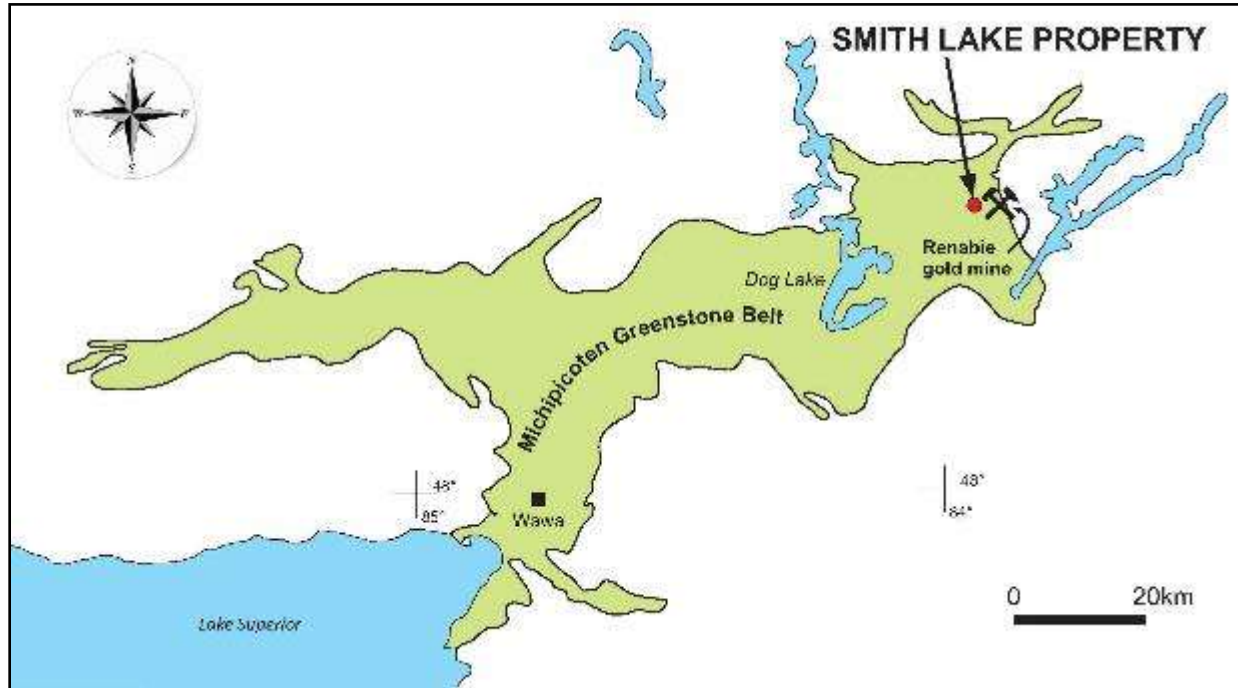 SMITH LAKE PROPERTY
N
W
E
S
Renabie
gold mine
Dog Lake
Michipicoten Greenstone Belt
48°
85°
48°
84°
Wawa
0 20km
Lake Superior